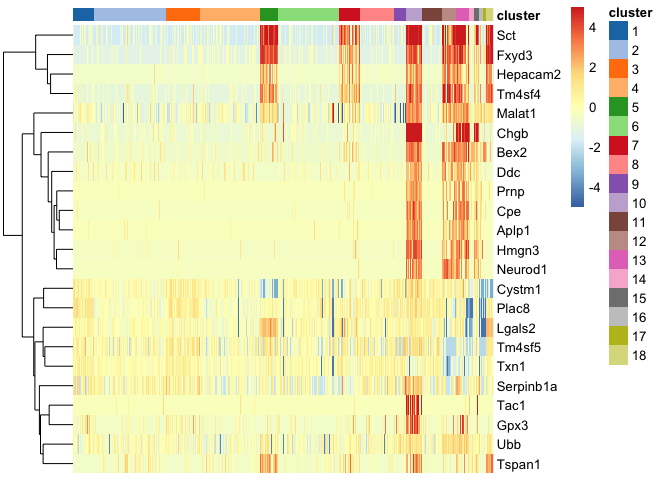 cluster
Sct
Fxyd3
Hepacam2
Tm4sf4
Malat1
Chgb
Bex2
Ddc
Prnp
Cpe
Aplp1
Hmgn3
Neurod1
Cystm1
Plac8
Lgals2
Tm4sf5
Txn1
Serpinb1a
Tac1
Gpx3
Ubb
Tspan1
4
2
0
-2
-4
cluster
1
2
3
4
5
6
7
8
9
10
11
12
13
14
15
16
17
18